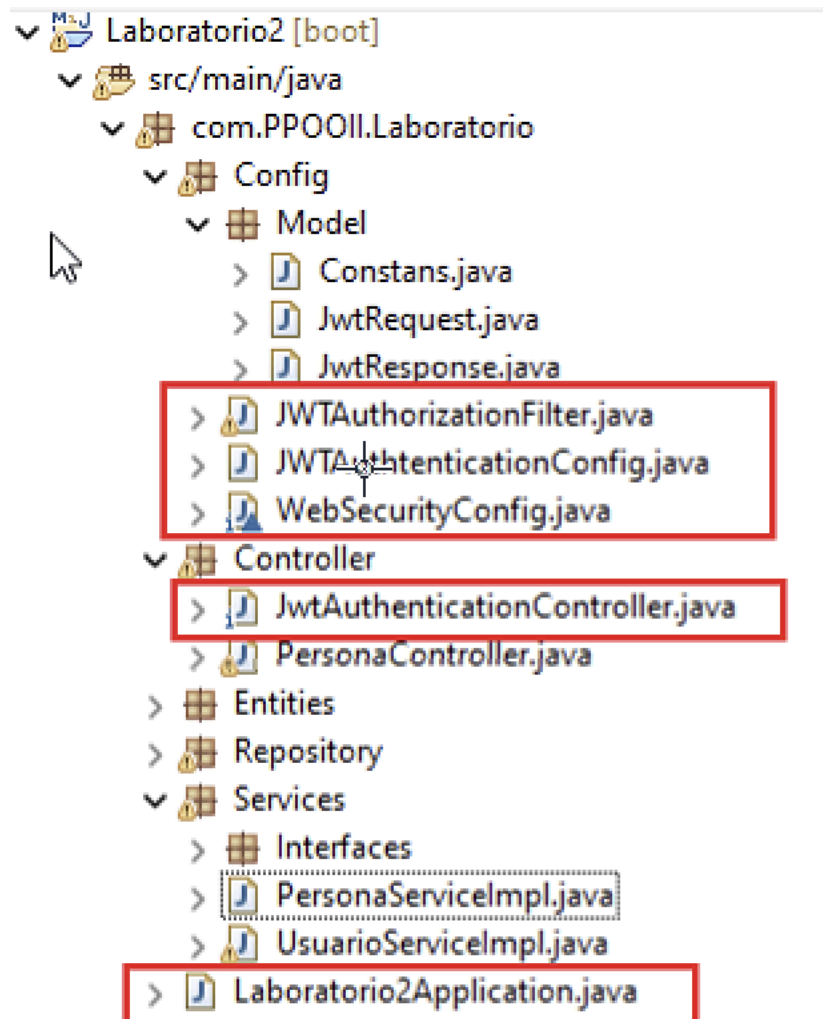 Laboratorio2 [boot]
src/main/java
com.PPOOII.Laboratorio
Config
Model
Constans.java
JwtRequest.java
JwtResponse.java
JWTAuthorizationFilter.java
JWTAuthtenticationConfig.java
WebSecurityConfig.java
Controller
JwtAuthenticationController.java
PersonaController.java
Entities
Repository
Services
Interfaces
PersonaServiceImpl.java
UsuarioServiceImpl.java
Laboratorio2Application.java